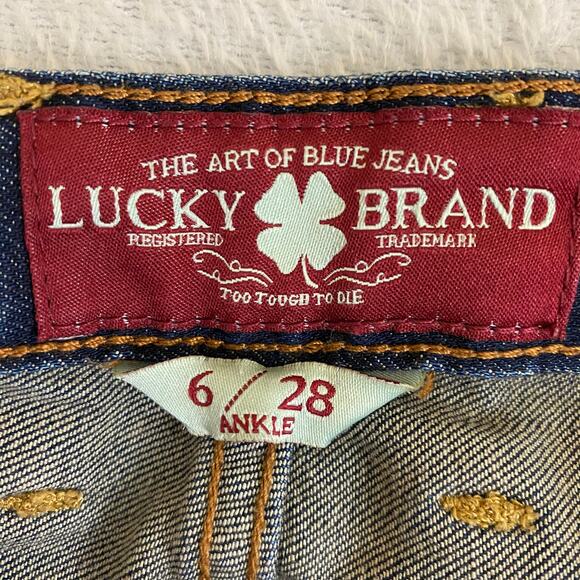 THE ART OF BLUE JEANS
LUCKY BRAND
REGISTERED TRADEMARK
TOO TOUGH TO DIE
6 / 28
ANKLE